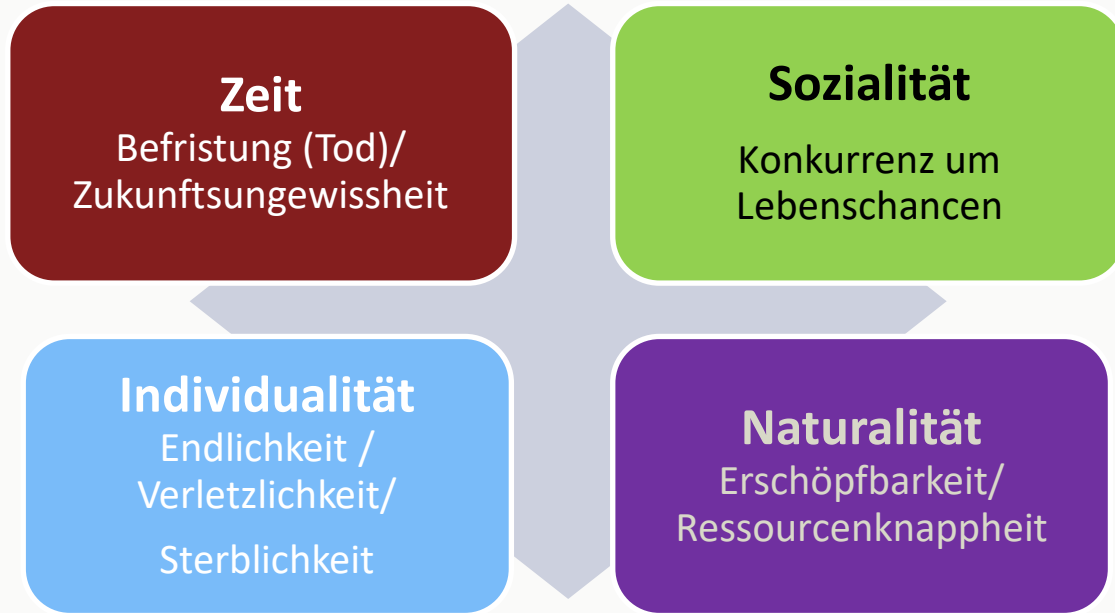 Zeit
Befristung (Tod)/
Zukunftsungewissheit
Sozialität
Konkurrenz um
Lebenschancen
Individualität
Endlichkeit /
Verletzlichkeit/
Sterblichkeit
Naturalität
Erschöpfbarkeit/
Ressourcenknappheit